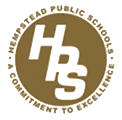 HEMPSTEAD PUBLIC SCHOOLS
HPS
• A COMMITMENT TO EXCELLENCE •